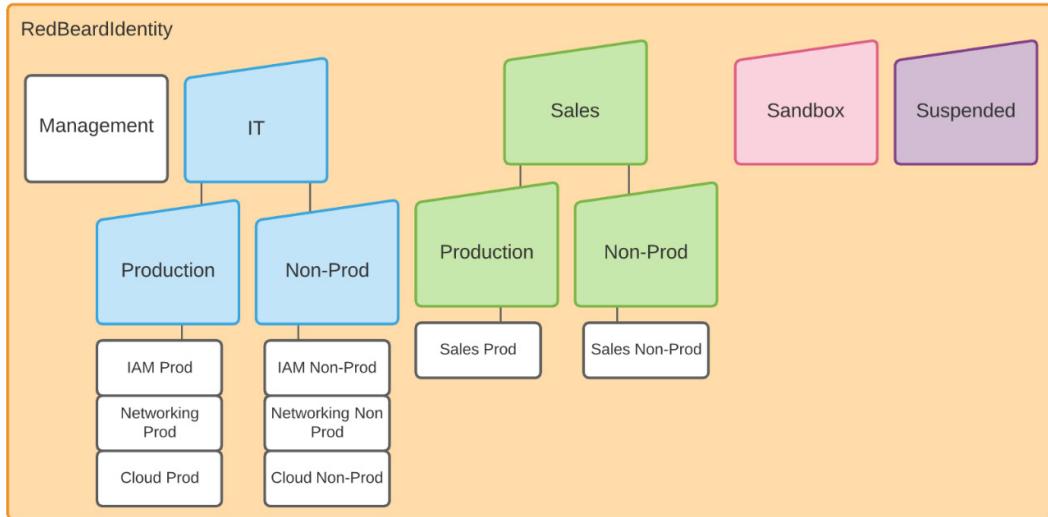 RedBeardIdentity
Management
IT
Sales
Sandbox
Suspended
Production
Non-Prod
Production
Non-Prod
IAM Prod
Networking
Prod
Cloud Prod
IAM Non-Prod
Networking Non
Prod
Cloud Non-Prod
Sales Prod
Sales Non-Prod